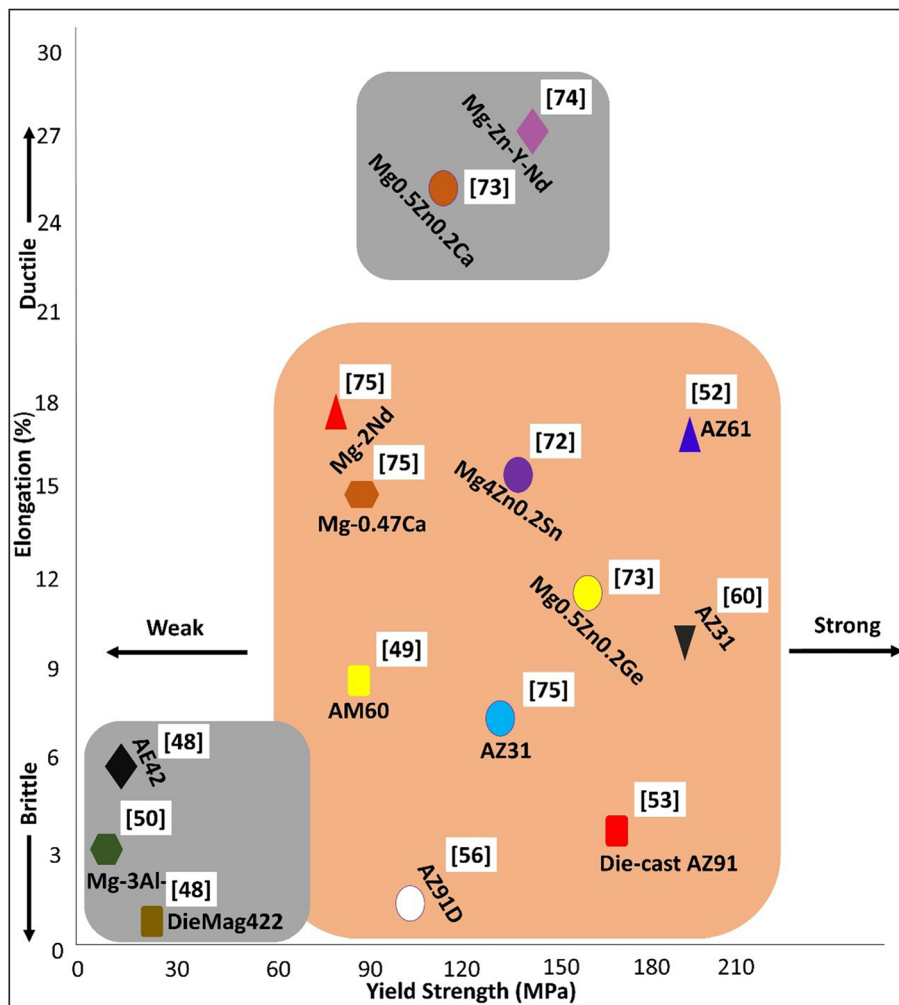 30
27
24
21
18
15
12
9
6
3
0
Ductile
Elongation (%)
Brittle
[74]
Mg-Zn-Y-Nd
[73]
Mg0.5Zn0.2Ca
[75]
Mg-2Nd
[52]
AZ61
[72]
Mg4Zn0.2Sn
[75]
Mg-0.47Ca
[73]
Mg0.5Zn0.2Ge
[60]
AZ31
Weak
Strong
[49]
AM60
[75]
AZ31
[48]
AE42
[50]
Mg-3Al-
[53]
Die-cast AZ91
[56]
AZ91D
[48]
DieMag422
0 30 60 90 120 150 180 210
Yield Strength (MPa)